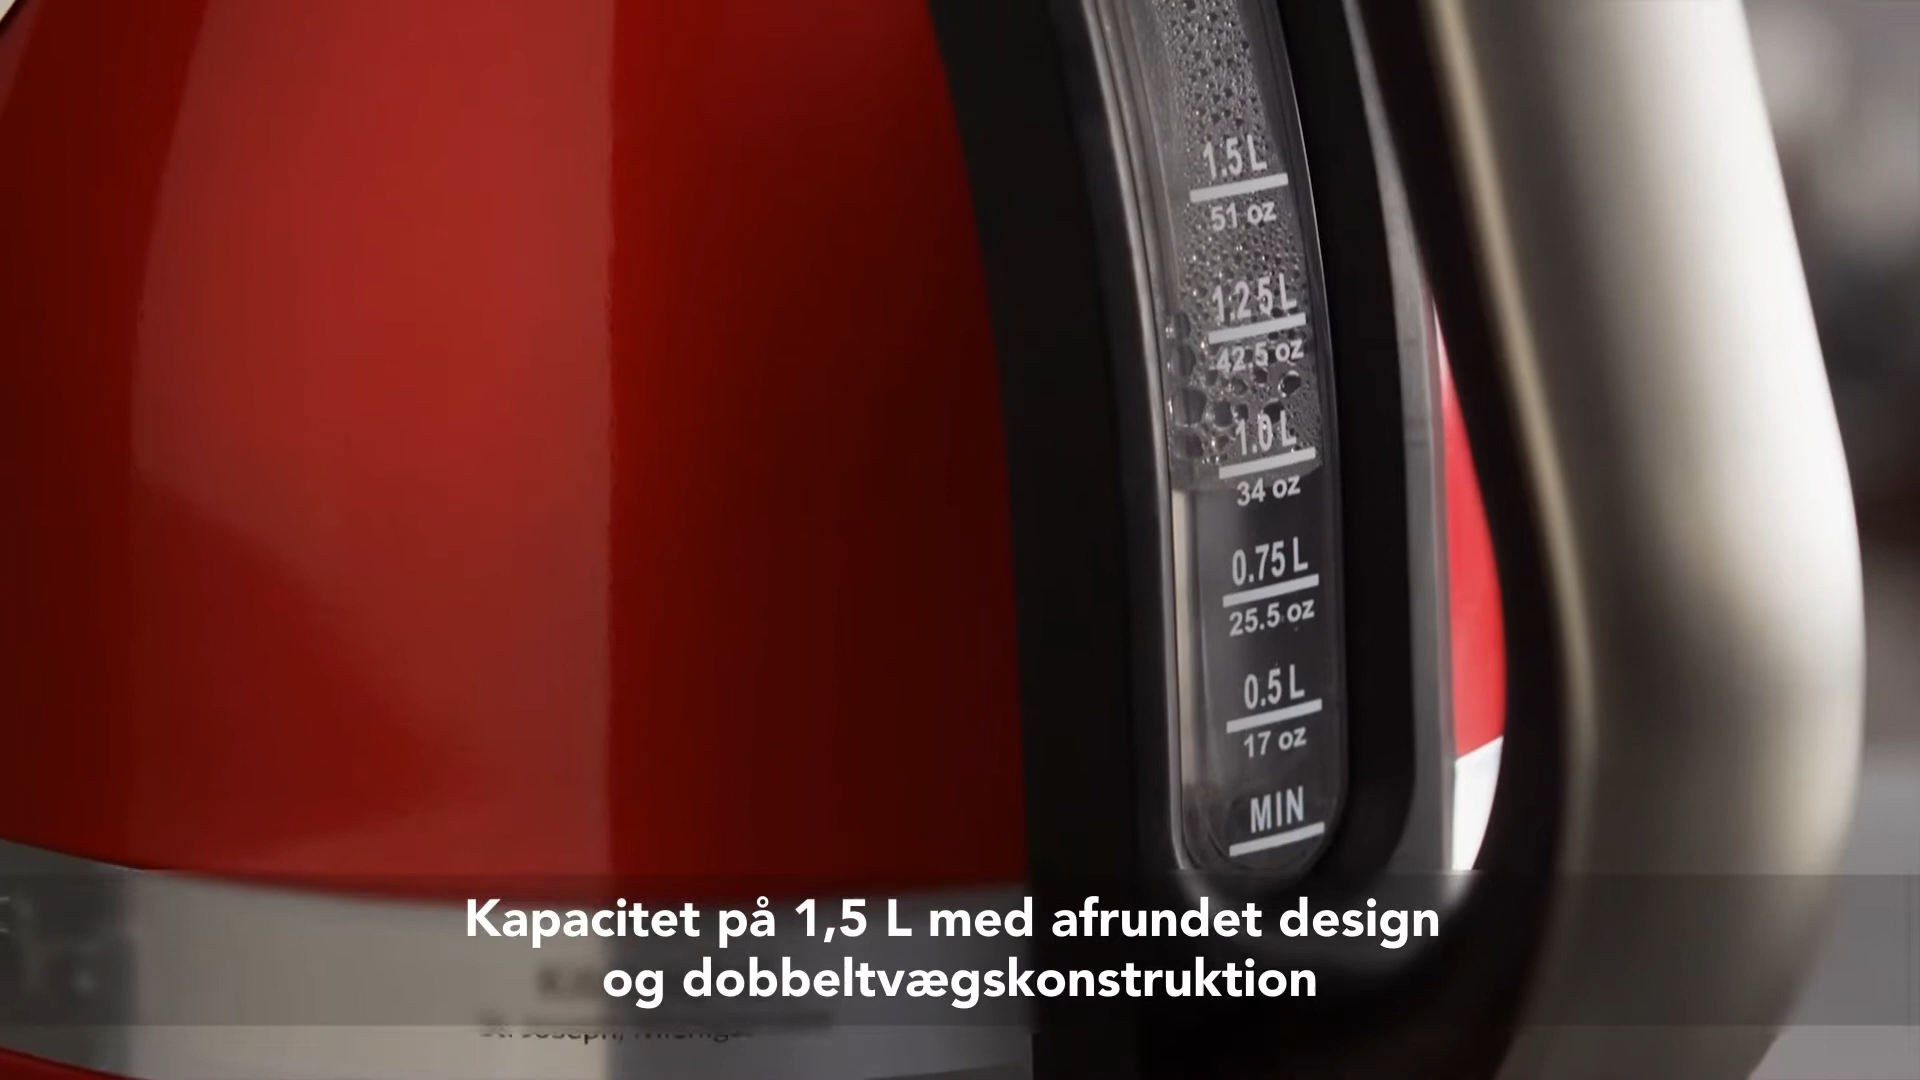 1.5 L
51 oz
1.25 L
42.5 oz
1.0 L
34 oz
0.75 L
25.5 oz
0.5 L
17 oz
MIN
Kapacitet på 1,5 L med afrundet design
og dobbeltvægskonstruktion